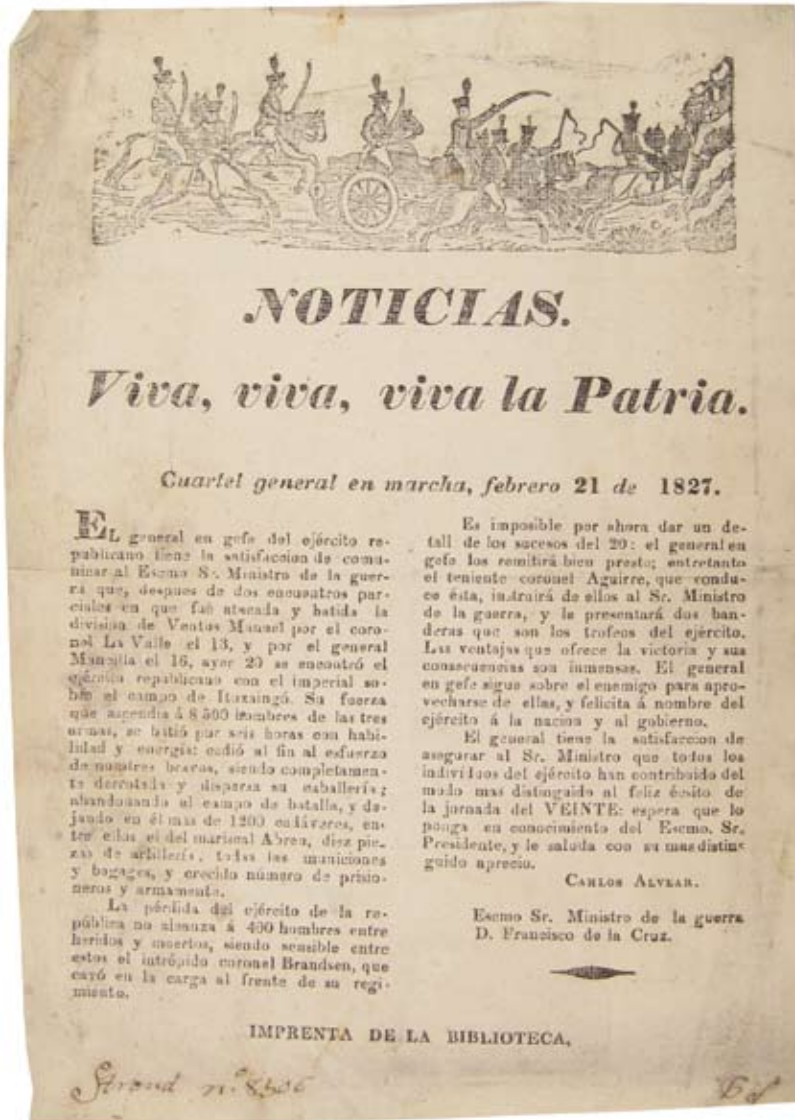 NOTICIAS.
Viva, viva, viva la Patria.
Cuartel general en marcha, febrero 21 de 1827.
EL general en gefe del ejército re-
publicano tiene la satisfaccion de comu-
nicar al Escmo Sr. Ministro de la guer-
ra que, despues de dos encuentros par-
ciales en que fué atacada y batida la
division de Ventos Manuel por el coro-
nel La Valle el 13, y por el general
Mancilla el 16, ayer 20 se encontró el
ejército republicano con el imperial so-
bre el campo de Ituzaingó. Su fuerza
que ascendia á 8500 hombres de las tres
armas, se batió por seis horas con habi-
lidad y energía: cedió al fin al esfuerzo
de nuestros bravos, siendo completamen-
te derrotada y dispersa su caballería;
abandonando el campo de batalla, y de-
jando en él mas de 1200 cadáveres, en-
tre ellos el del mariscal Abreu, diez pie-
zas de artillería, todas las municiones
y bagages, y crecido número de prisio-
neros y armamento.
La pérdida del ejército de la re-
pública no alcanza á 400 hombres entre
heridos y muertos, siendo sensible entre
estos el intrépido coronel Brandsen, que
cayó en la carga al frente de su regi-
miento.
Es imposible por ahora dar un de-
tall de los sucesos del 20: el general en
gefe los remitirá bien presto; entretanto
el teniente coronel Aguirre, que condu-
ce ésta, instruirá de ellos al Sr. Ministro
de la guerra, y le presentará dos ban-
deras que son los trofeos del ejército.
Las ventajas que ofrece la victoria y sus
consecuencias son inmensas. El general
en gefe sigue sobre el enemigo para apro-
vecharse de ellas, y felicita á nombre del
ejército á la nacion y al gobierno.
El general tiene la satisfaccion de
asegurar al Sr. Ministro que todos los
individuos del ejército han contribuido del
modo mas distinguido al feliz éxito de
la jornada del VEINTE: espera que lo
ponga en conocimiento del Escmo. Sr.
Presidente, y le saluda con su mas distin-
guido aprecio.
CARLOS ALVEAR.
Escmo Sr. Ministro de la guerra
D. Francisco de la Cruz.
IMPRENTA DE LA BIBLIOTECA,
Stroud nº 8506